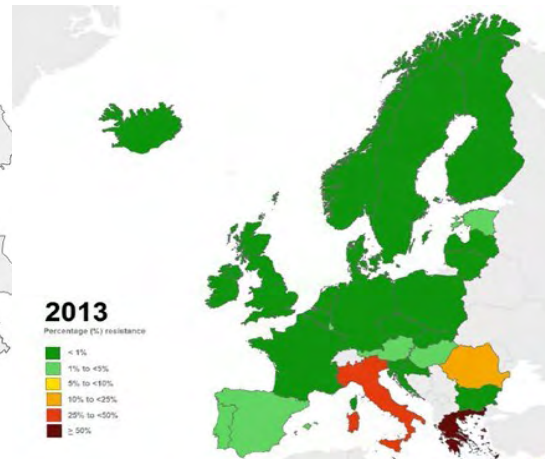 2013
Percentage (%) resistance
< 1%
1% to <5%
5% to <10%
10% to <25%
25% to <50%
≥ 50%